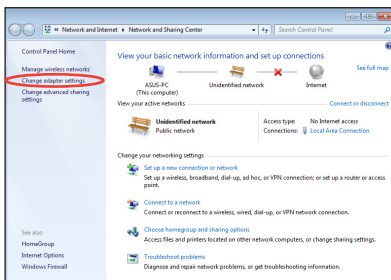 « Network and Internet ▸ Network and Sharing Center
Search Control Panel
Control Panel Home
Manage wireless networks
Change adapter settings
Change advanced sharing
settings
See also
HomeGroup
Internet Options
Windows Firewall
View your basic network information and set up connections
See full map
ASUS-PC
(This computer)
Unidentified network
Internet
View your active networks
Connect or disconnect
Unidentified network
Public network
Access type: No Internet access
Connections: Local Area Connection
Change your networking settings
Set up a new connection or network
Set up a wireless, broadband, dial-up, ad hoc, or VPN connection; or set up a router or access
point.
Connect to a network
Connect or reconnect to a wireless, wired, dial-up, or VPN network connection.
Choose homegroup and sharing options
Access files and printers located on other network computers, or change sharing settings.
Troubleshoot problems
Diagnose and repair network problems, or get troubleshooting information.